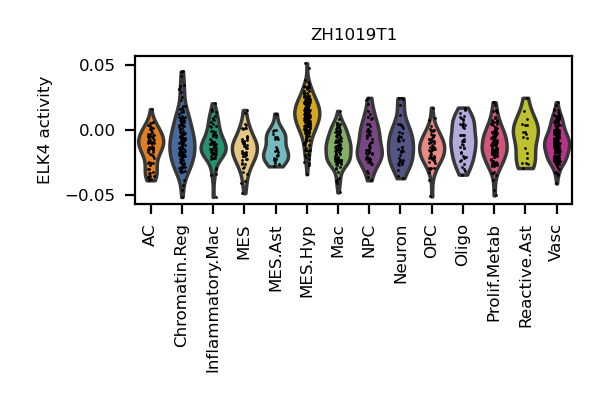 ZH1019T1
ELK4 activity
0.05
0.00
−0.05
AC
Chromatin.Reg
Inflammatory.Mac
MES
MES.Ast
MES.Hyp
Mac
NPC
Neuron
OPC
Oligo
Prolif.Metab
Reactive.Ast
Vasc